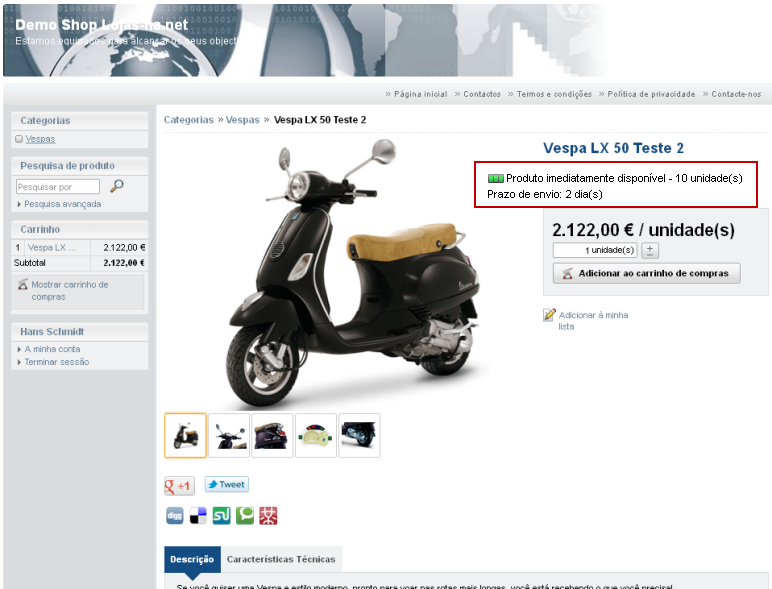 Demo Shop Lojas-na.net
Estamos equipados para alcançar os seus object
» Página inicial » Contactos » Termos e condições » Política de privacidade » Contacte-nos
Categorias
Vespas
Pesquisa de produto
Pesquisar por
Pesquisa avançada
Carrinho
1 Vespa LX ... 2.122,00 €
Subtotal 2.122,00 €
Mostrar carrinho de
compras
Hans Schmidt
A minha conta
Terminar sessão
Categorias » Vespas » Vespa LX 50 Teste 2
Vespa LX 50 Teste 2
Produto imediatamente disponível - 10 unidade(s)
Prazo de envio: 2 dia(s)
2.122,00 € / unidade(s)
1 unidade(s)
Adicionar ao carrinho de compras
Adicionar à minha
lista
g +1
Tweet
digg
Descrição
Características Técnicas
Se você quiser uma Vespa e estilo moderno, pronto para voar nas rotas mais longas, você está recebendo o que você precisa!